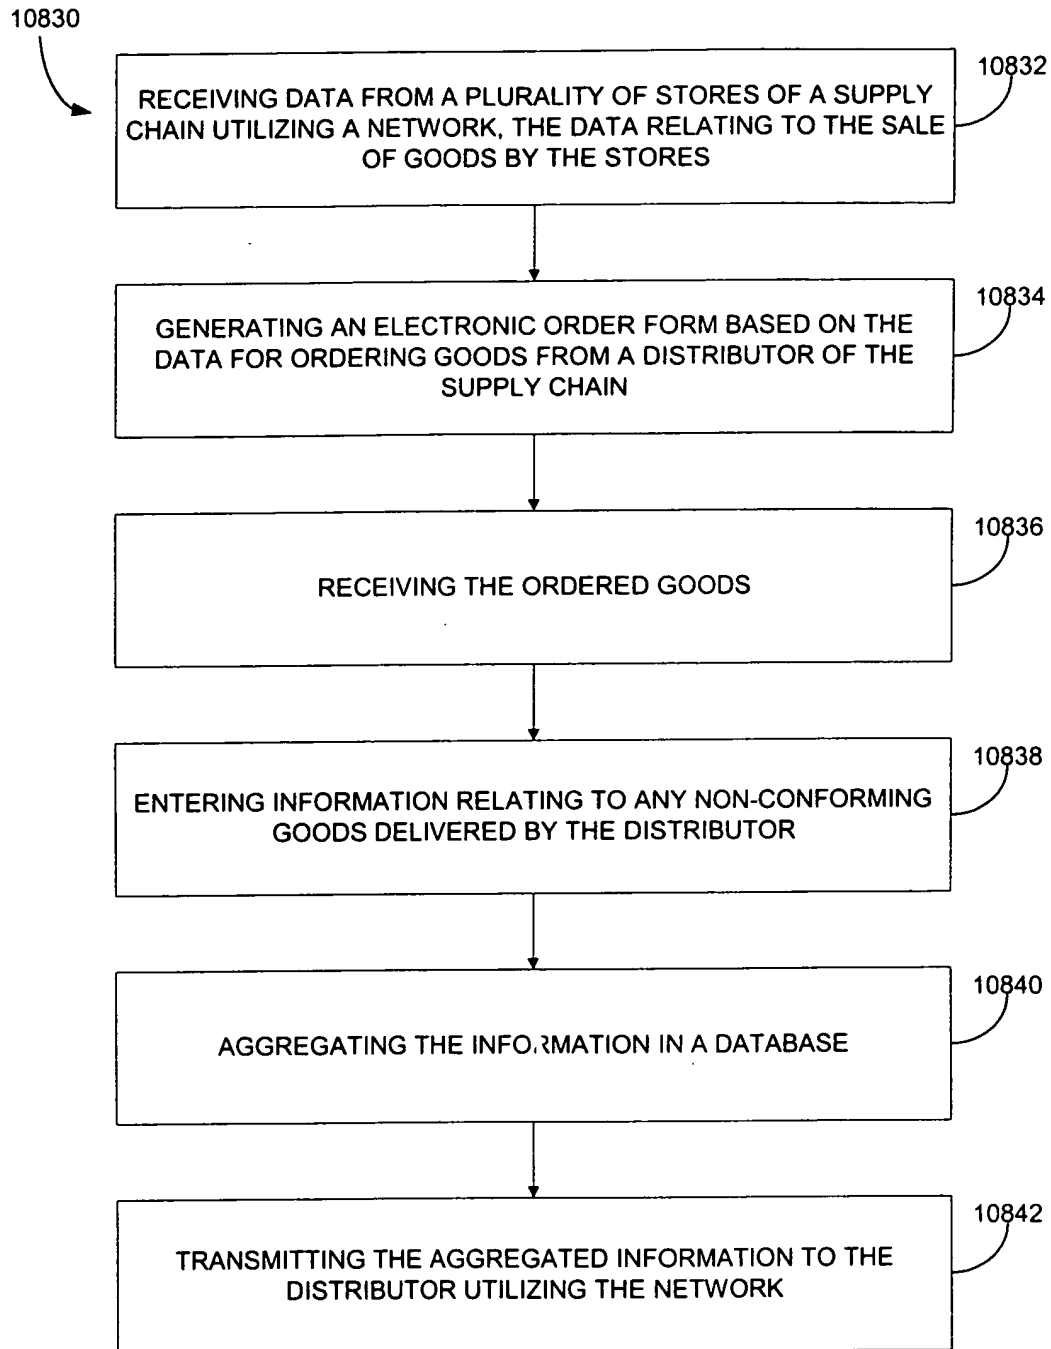 10830
10832
RECEIVING DATA FROM A PLURALITY OF STORES OF A SUPPLY
CHAIN UTILIZING A NETWORK, THE DATA RELATING TO THE SALE
OF GOODS BY THE STORES
10834
GENERATING AN ELECTRONIC ORDER FORM BASED ON THE
DATA FOR ORDERING GOODS FROM A DISTRIBUTOR OF THE
SUPPLY CHAIN
10836
RECEIVING THE ORDERED GOODS
10838
ENTERING INFORMATION RELATING TO ANY NON-CONFORMING
GOODS DELIVERED BY THE DISTRIBUTOR
10840
AGGREGATING THE INFORMATION IN A DATABASE
10842
TRANSMITTING THE AGGREGATED INFORMATION TO THE
DISTRIBUTOR UTILIZING THE NETWORK